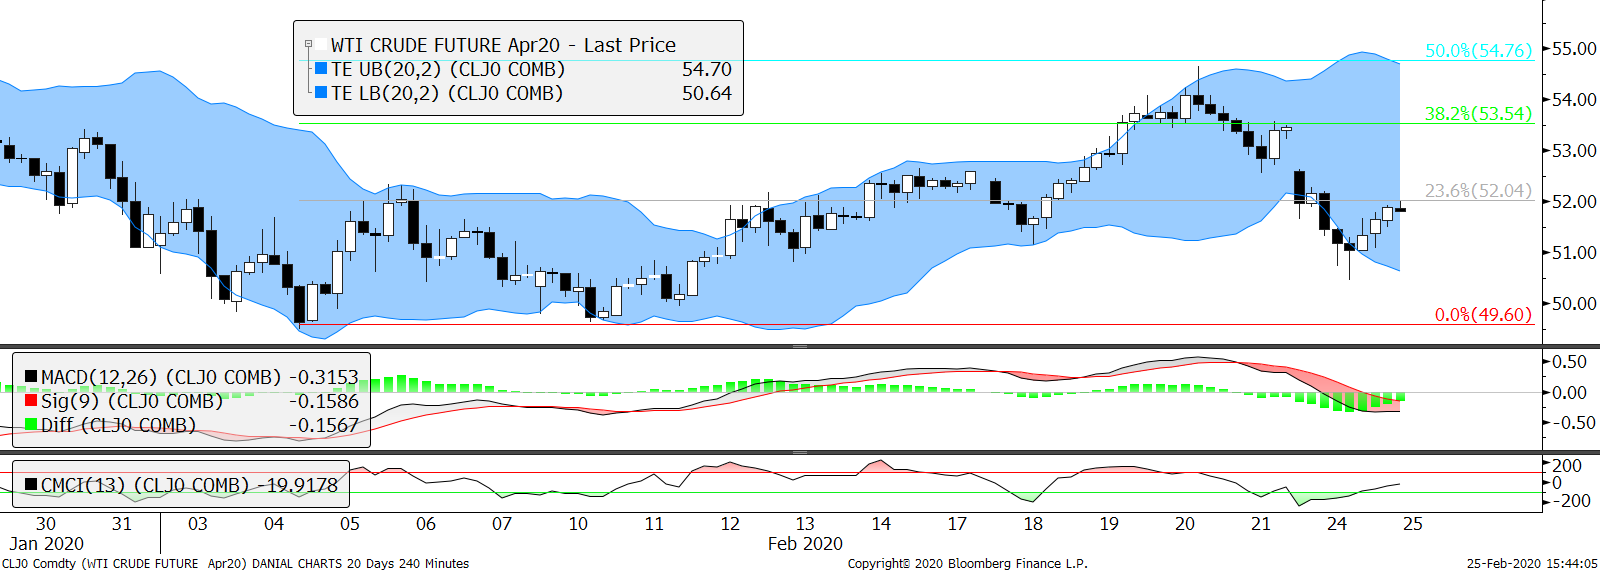 WTI CRUDE FUTURE Apr20 - Last Price
TE UB(20,2) (CLJ0 COMB) 54.70
TE LB(20,2) (CLJ0 COMB) 50.64
50.0%(54.76)
38.2%(53.54)
23.6%(52.04)
0.0%(49.60)
55.00
54.00
53.00
52.00
51.00
50.00
MACD(12,26) (CLJ0 COMB) -0.3153
Sig(9) (CLJ0 COMB) -0.1586
Diff (CLJ0 COMB) -0.1567
0.50
0.00
-0.50
CMCI(13) (CLJ0 COMB) -19.9178
200
0
-200
30 31 03 04 05 06 07 10 11 12 13 14 17 18 19 20 21 24 25
Jan 2020 Feb 2020
CLJ0 Comdty (WTI CRUDE FUTURE Apr20) DANIAL CHARTS 20 Days 240 Minutes Copyright© 2020 Bloomberg Finance L.P. 25-Feb-2020 15:44:05